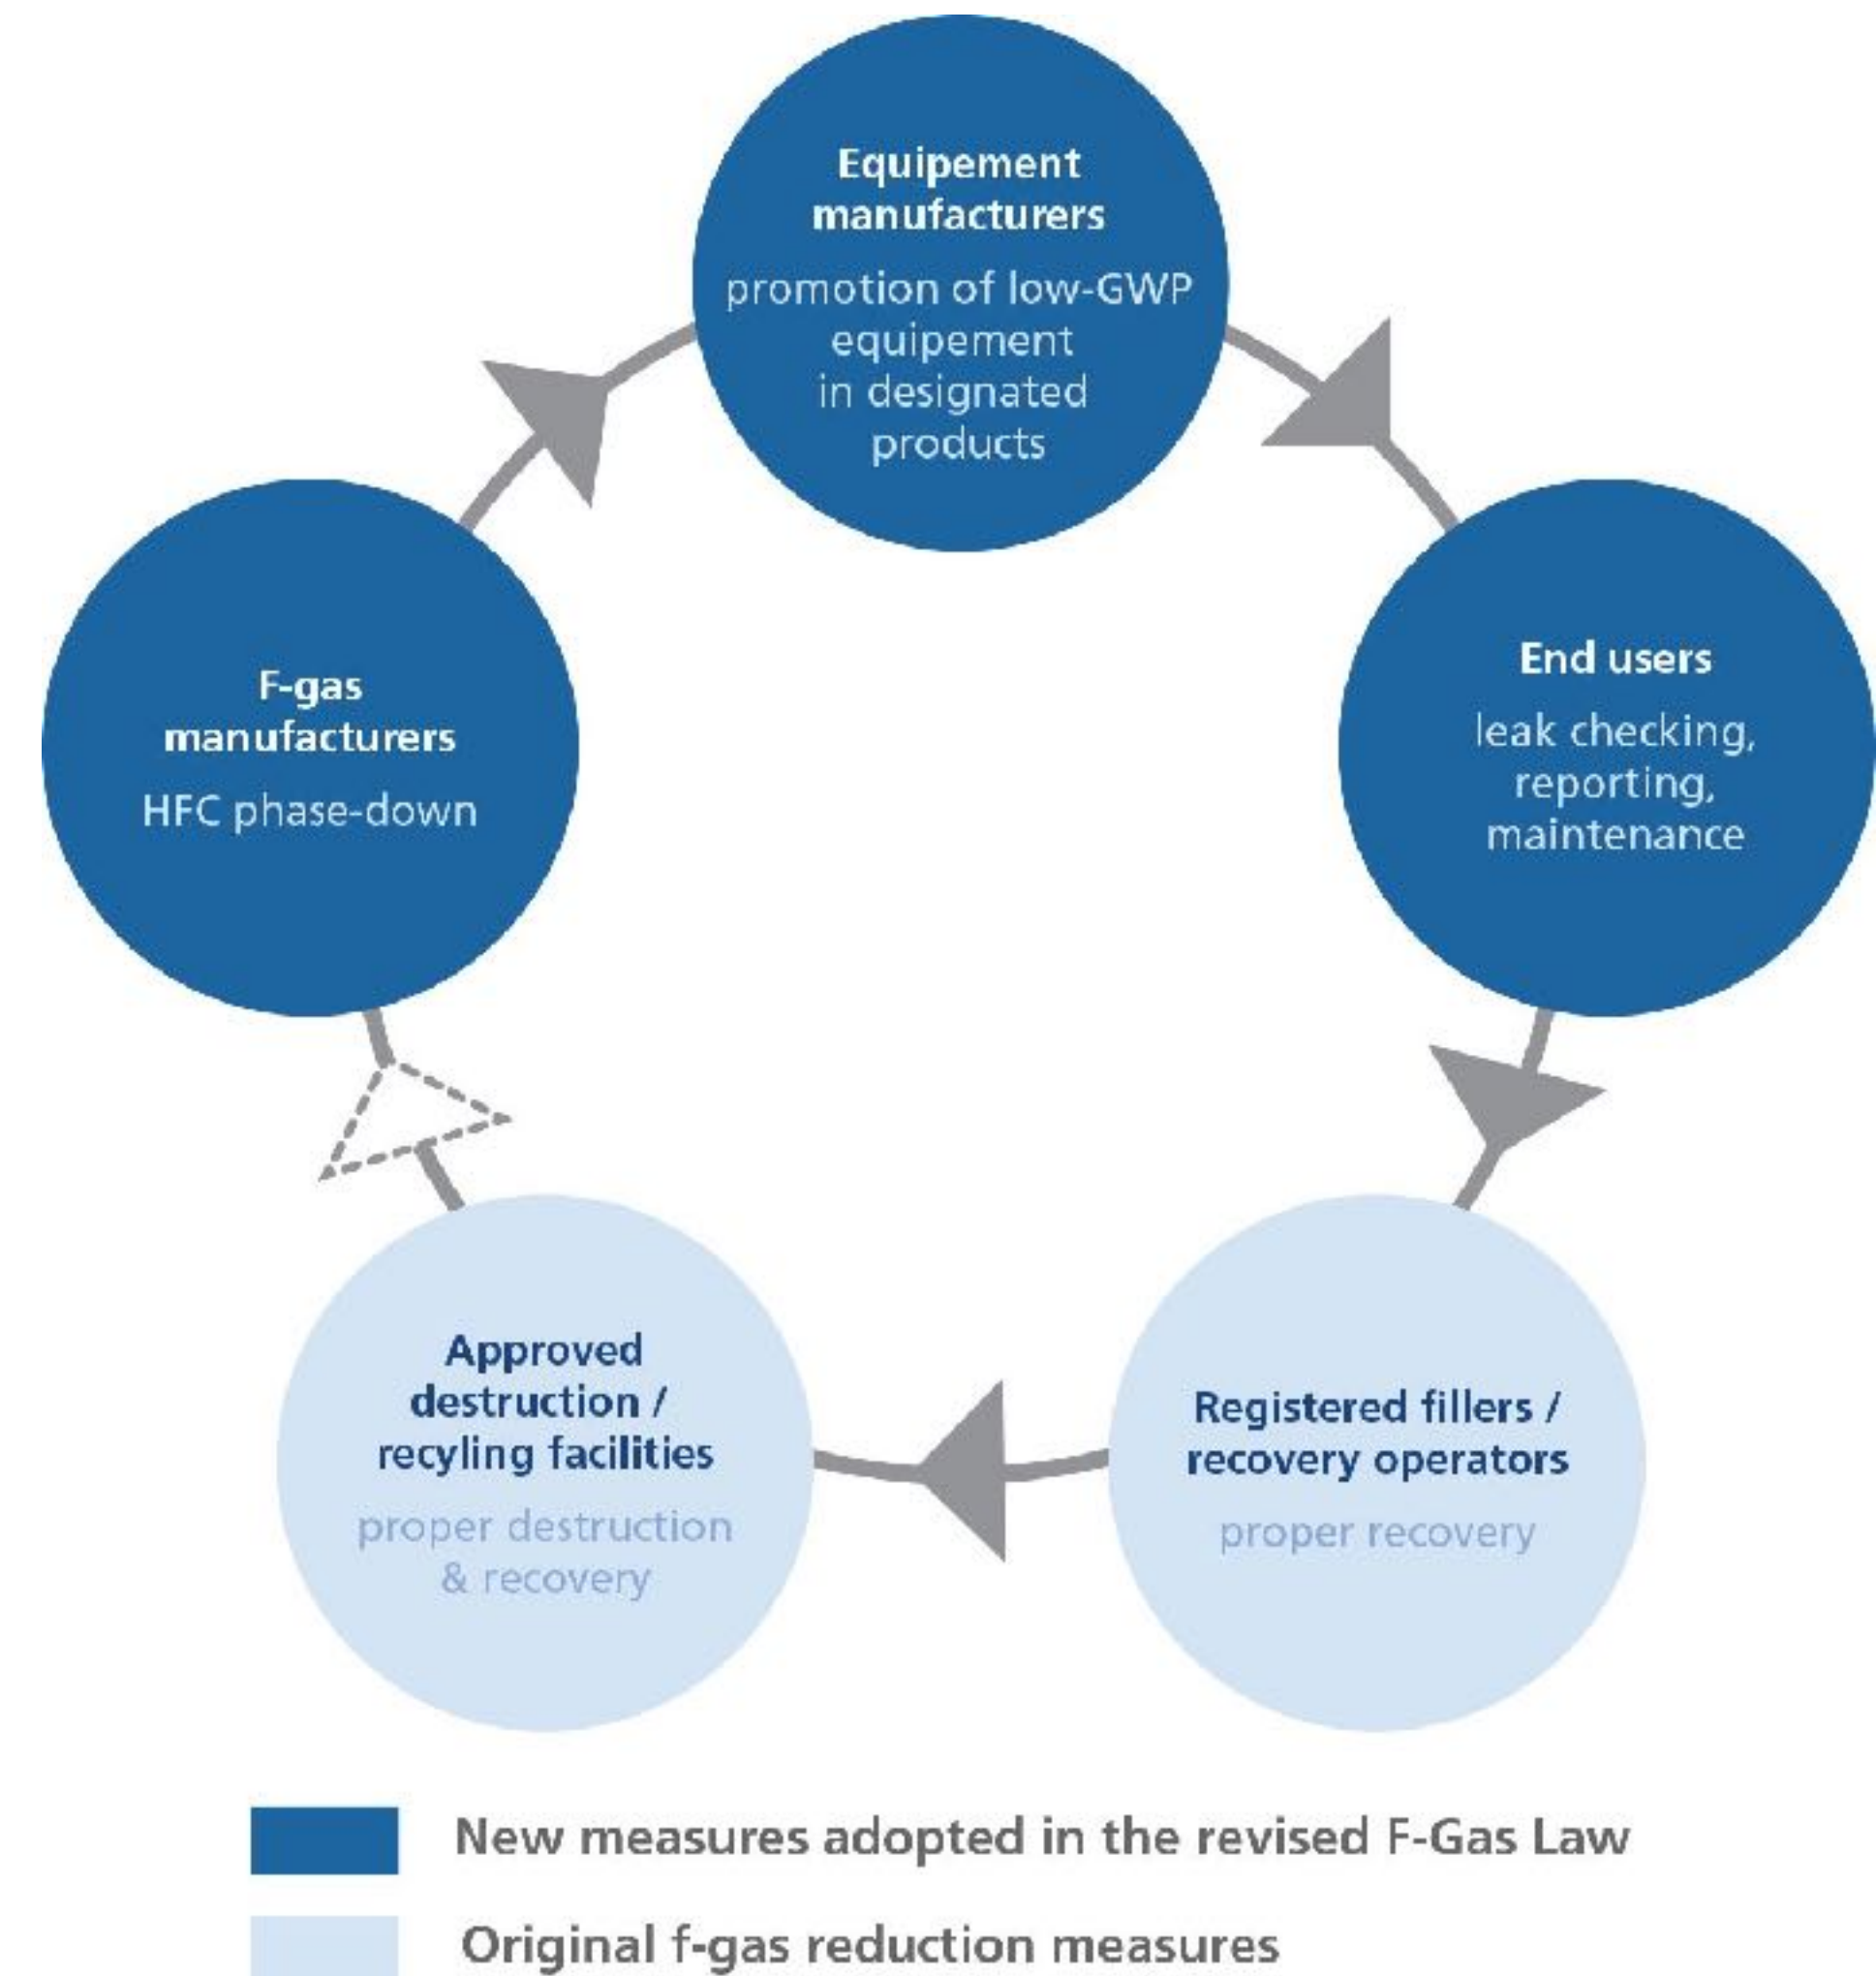 Equipement
manufacturers
promotion of low-GWP
equipement
in designated
products
F-gas
manufacturers
HFC phase-down
End users
leak checking,
reporting,
maintenance
Approved
destruction /
recyling facilities
proper destruction
& recovery
Registered fillers /
recovery operators
proper recovery
New measures adopted in the revised F-Gas Law
Original f-gas reduction measures